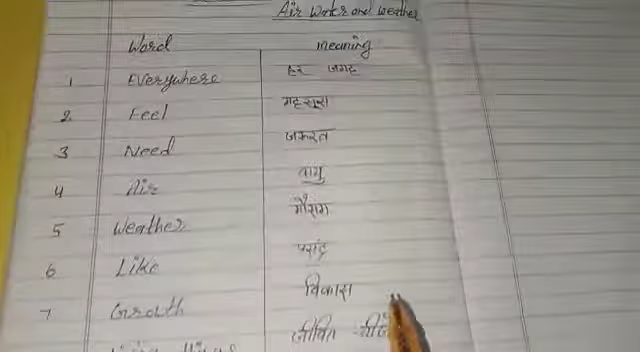 Air Water and weather
Word meaning
1 Everywhere हर जगह
2 Feel महसूस
3 Need जरूरत
4 Air वायु
5 Weather मौसम
6 Like पसंद
7 Growth विकास
जीवित